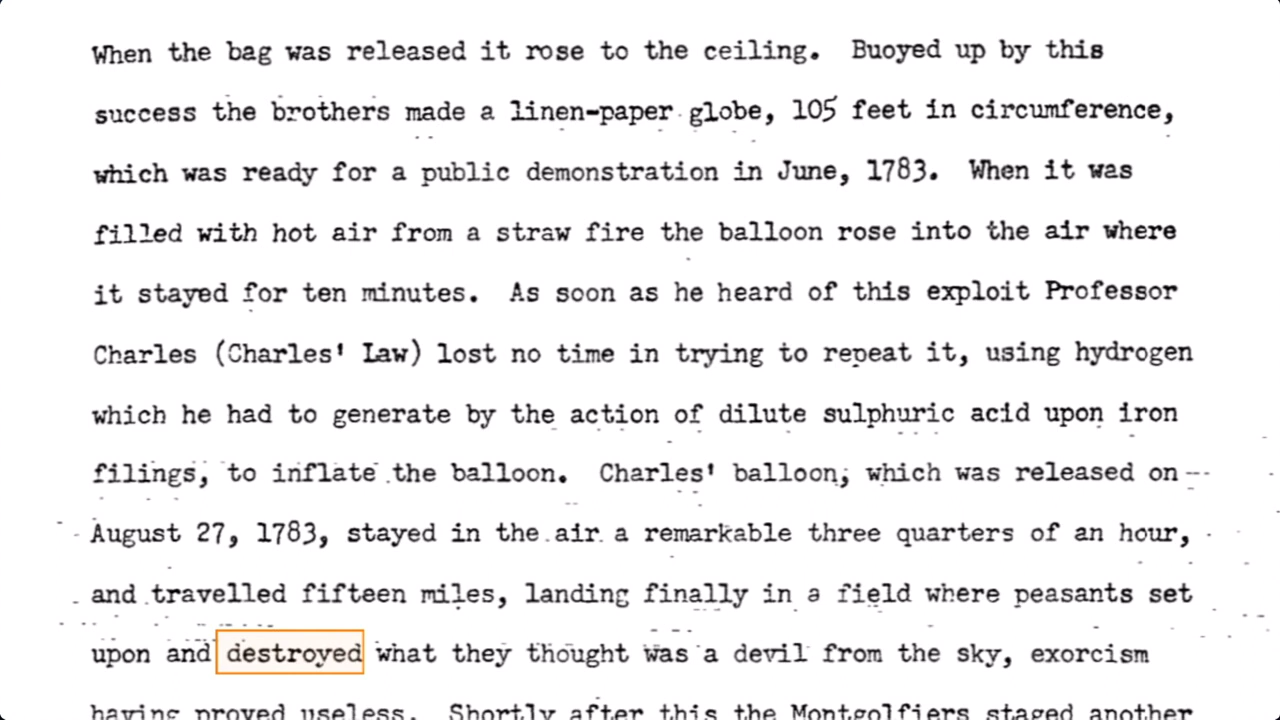 When the bag was released it rose to the ceiling. Buoyed up by this
success the brothers made a linen-paper globe, 105 feet in circumference,
which was ready for a public demonstration in June, 1783. When it was
filled with hot air from a straw fire the balloon rose into the air where
it stayed for ten minutes. As soon as he heard of this exploit Professor
Charles (Charles' Law) lost no time in trying to repeat it, using hydrogen
which he had to generate by the action of dilute sulphuric acid upon iron
filings, to inflate the balloon. Charles' balloon, which was released on
August 27, 1783, stayed in the air a remarkable three quarters of an hour,
and travelled fifteen miles, landing finally in a field where peasants set
upon and destroyed what they thought was a devil from the sky, exorcism
having proved useless. Shortly after this the Montgolfiers staged another